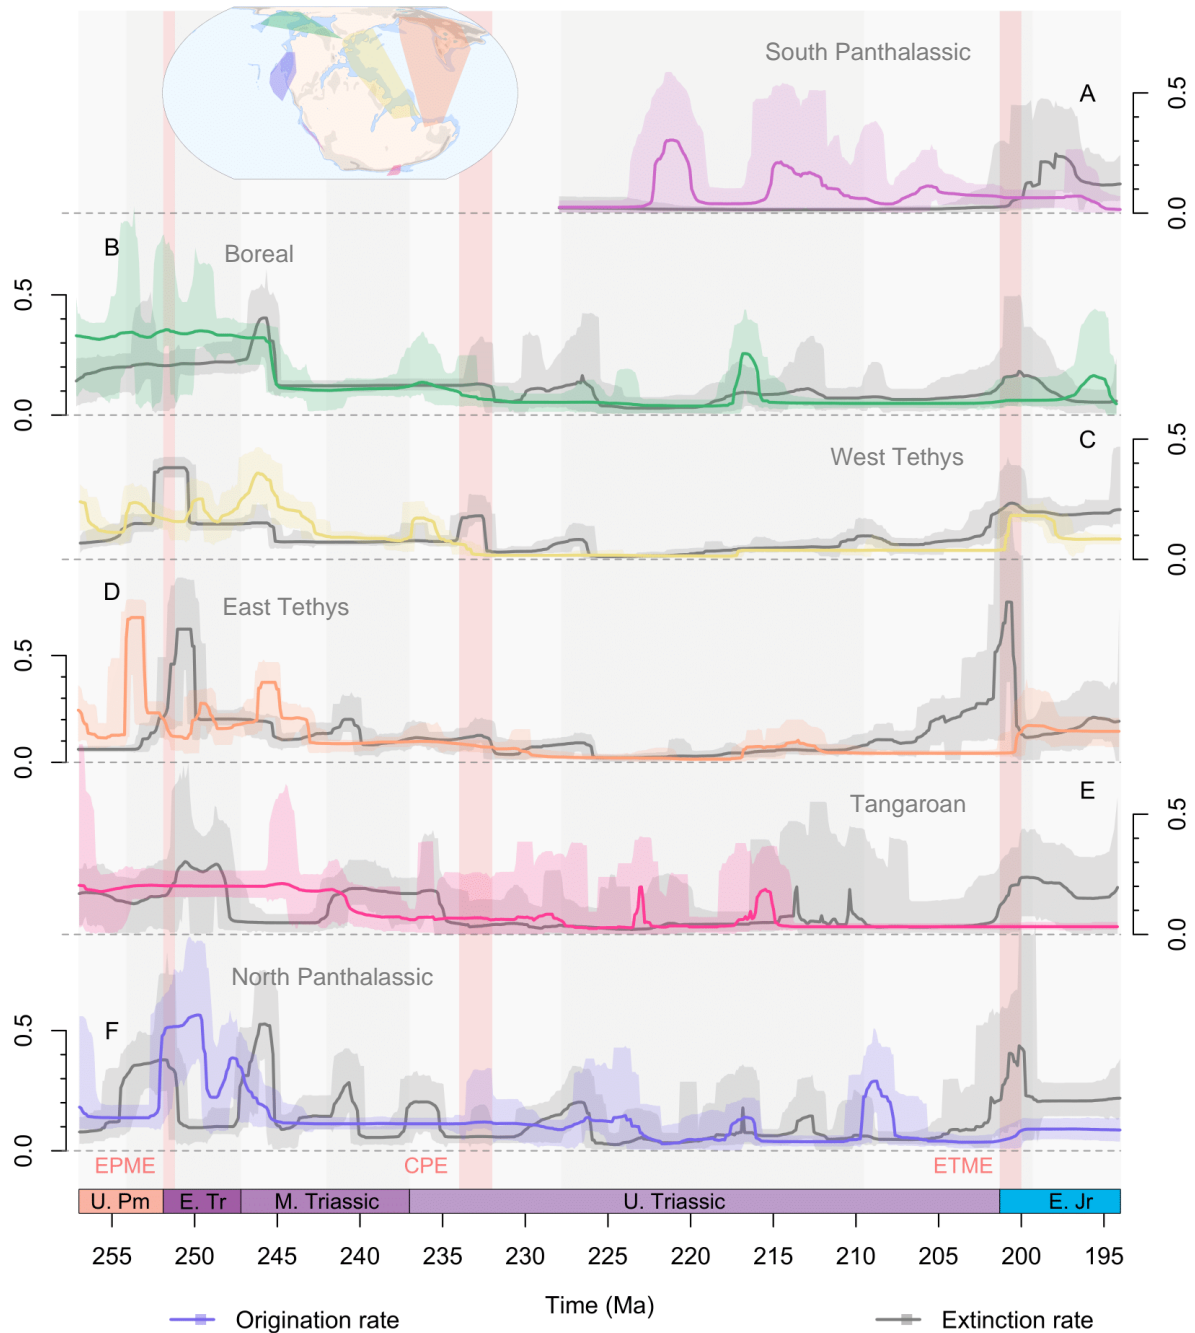 South Panthalassic
A
0.5
0.0
B
Boreal
0.5
0.0
C
West Tethys
0.5
0.0
D
East Tethys
0.5
0.0
E
Tangaroan
0.5
0.0
North Panthalassic
F
0.5
0.0
EPME CPE ETME
U. Pm E. Tr M. Triassic U. Triassic E. Jr
255 250 245 240 235 230 225 220 215 210 205 200 195
Time (Ma)
Origination rate Extinction rate